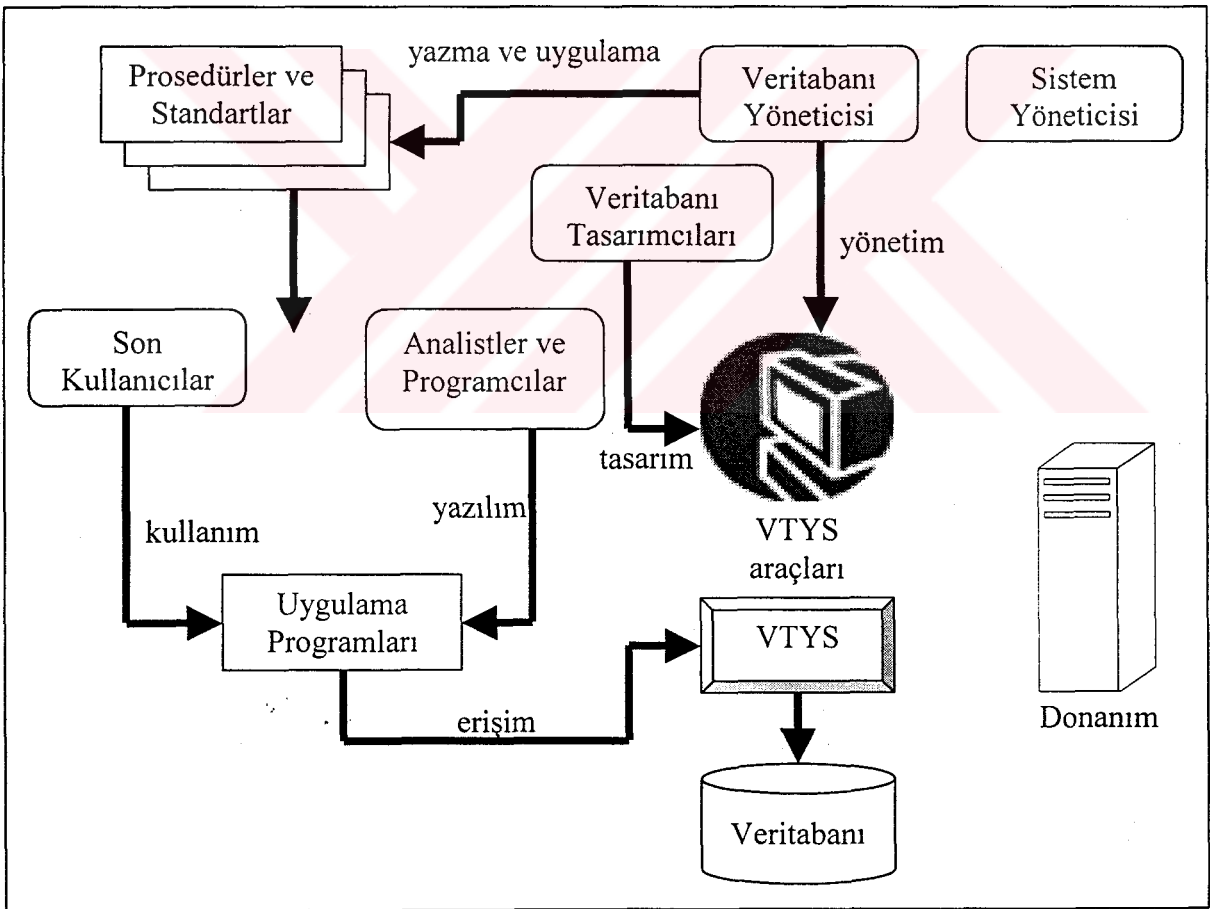 yazma ve uygulama
Prosedürler ve
Standartlar
Veritabanı
Yöneticisi
Sistem
Yöneticisi
Veritabanı
Tasarımcıları
yönetim
Son
Kullanıcılar
Analistler ve
Programcılar
tasarım
kullanım
yazılım
VTYS
araçları
Uygulama
Programları
VTYS
erişim
Donanım
Veritabanı